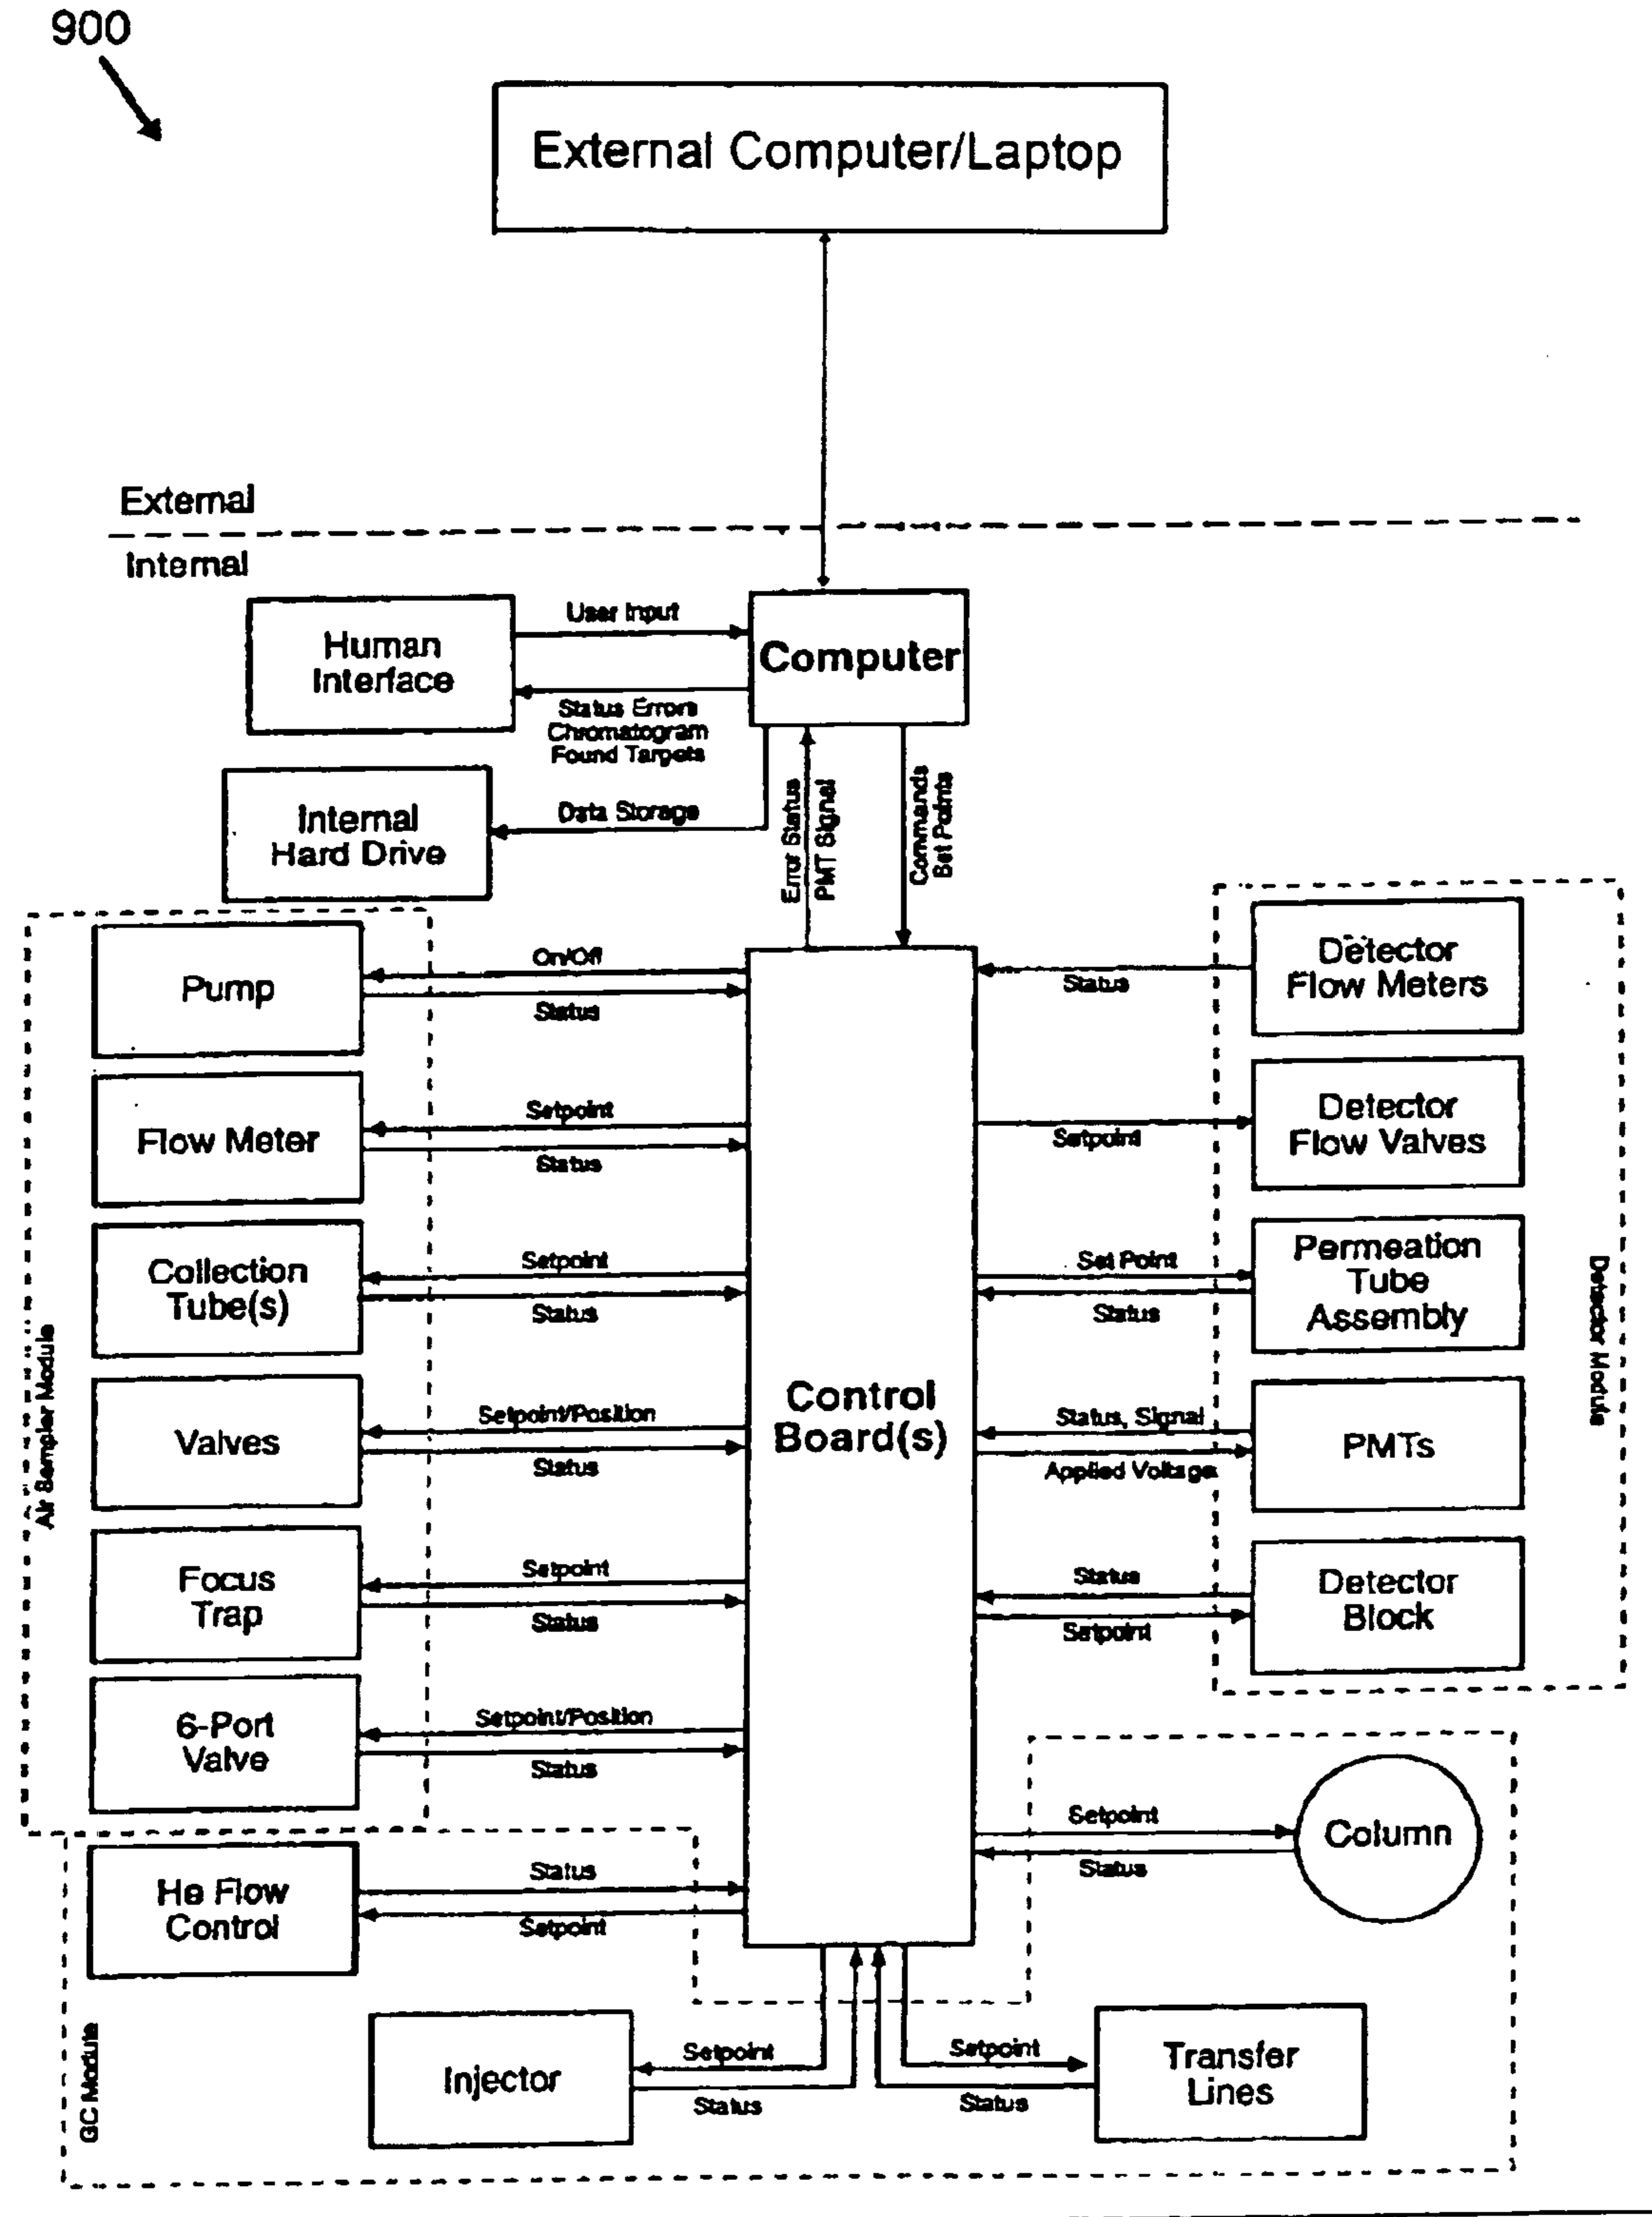 900
External Computer/Laptop
External
Internal
Human
Interface
User Input
Computer
Status Errors
Chromatogram
Found Targets
Internal
Hard Drive
Data Storage
Error Status
PMT Signal
Commands
Set Points
Air Sampler Module
Pump
On/Off
Status
Flow Meter
Setpoint
Status
Collection
Tube(s)
Setpoint
Status
Valves
Setpoint/Position
Status
Focus
Trap
Setpoint
Status
6-Port
Valve
Setpoint/Position
Status
Control
Board(s)
Detector Module
Detector
Flow Meters
Status
Detector
Flow Valves
Setpoint
Permeation
Tube
Assembly
Set Point
Status
PMTs
Status, Signal
Applied Voltage
Detector
Block
Status
Setpoint
GC Module
He Flow
Control
Status
Setpoint
Column
Setpoint
Status
Injector
Setpoint
Status
Transfer
Lines
Setpoint
Status